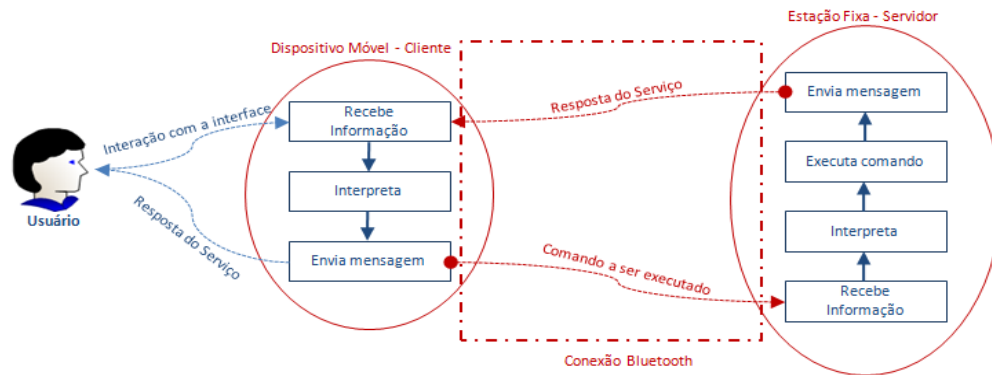 Estação Fixa - Servidor
Dispositivo Móvel - Cliente
Resposta do Serviço
Envia mensagem
Recebe
Informação
Interação com a interface
Executa comando
Interpreta
Usuário
Resposta do Serviço
Interpreta
Envia mensagem
Comando a ser executado
Recebe
Informação
Conexão Bluetooth